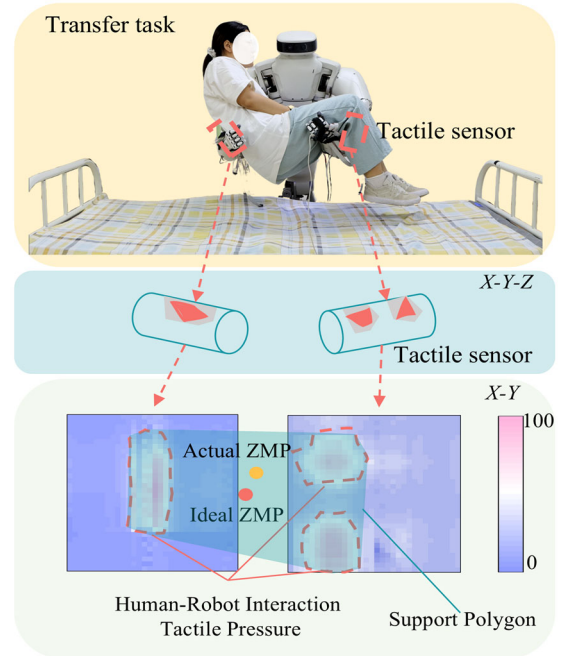 Transfer task
Tactile sensor
X-Y-Z
Tactile sensor
X-Y
100
Actual ZMP
Ideal ZMP
0
Human-Robot Interaction
Tactile Pressure
Support Polygon